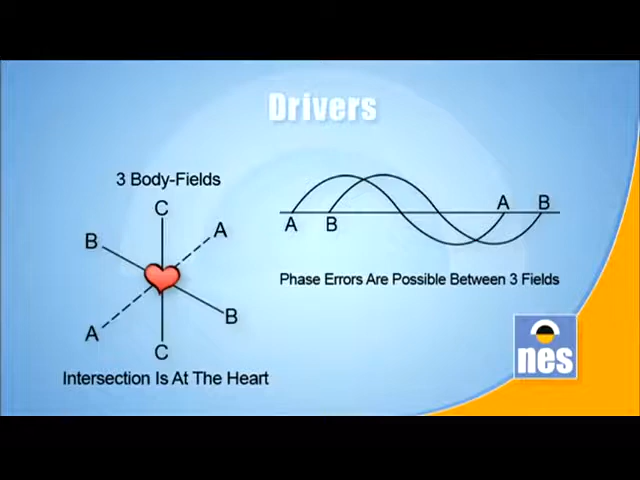 Drivers
3 Body-Fields
C
A
B
B
A
C
Intersection Is At The Heart
A B
A B
Phase Errors Are Possible Between 3 Fields
nes